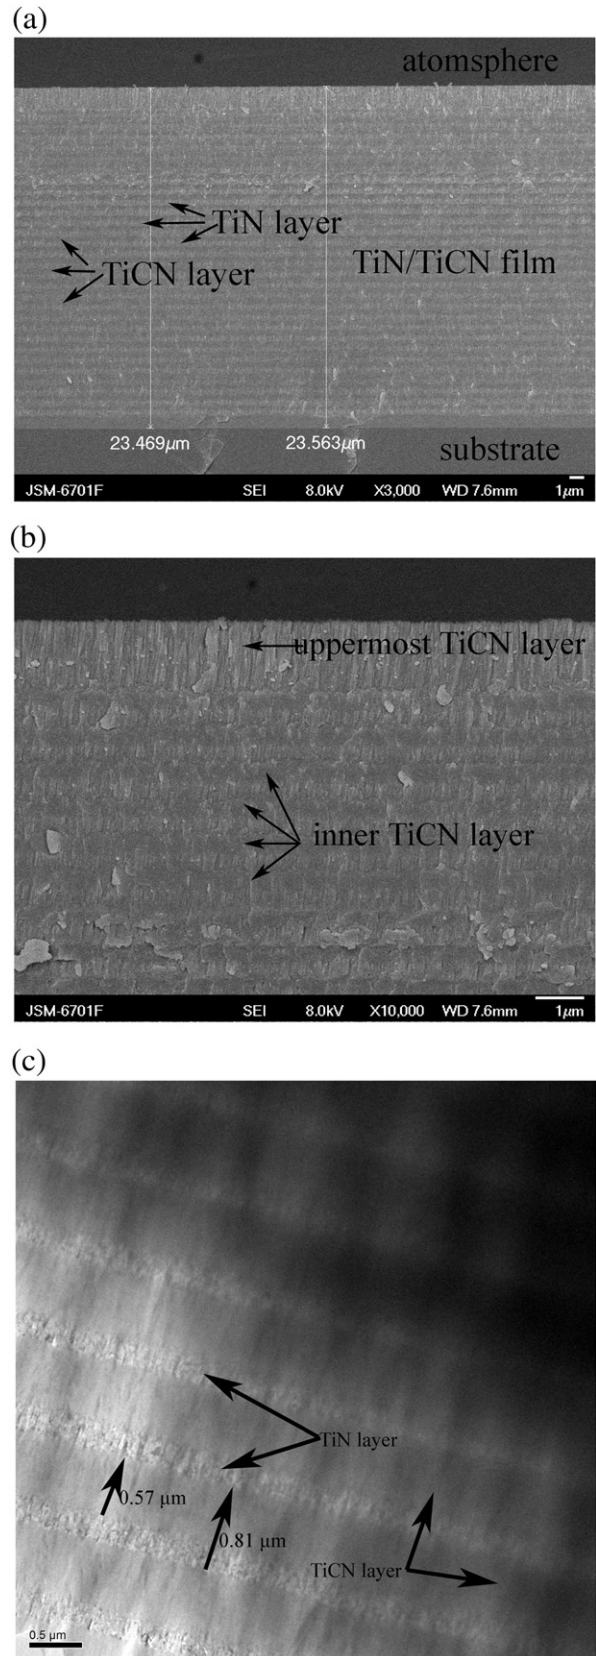 (a)
atomsphere
TiN layer
TiCN layer
TiN/TiCN film
23.469μm
23.563μm
substrate
JSM-6701F SEI 8.0kV X3,000 WD 7.6mm 1μm
(b)
uppermost TiCN layer
inner TiCN layer
JSM-6701F SEI 8.0kV X10,000 WD 7.6mm 1μm
(c)
TiN layer
0.57 μm
0.81 μm
TiCN layer
0.5 μm